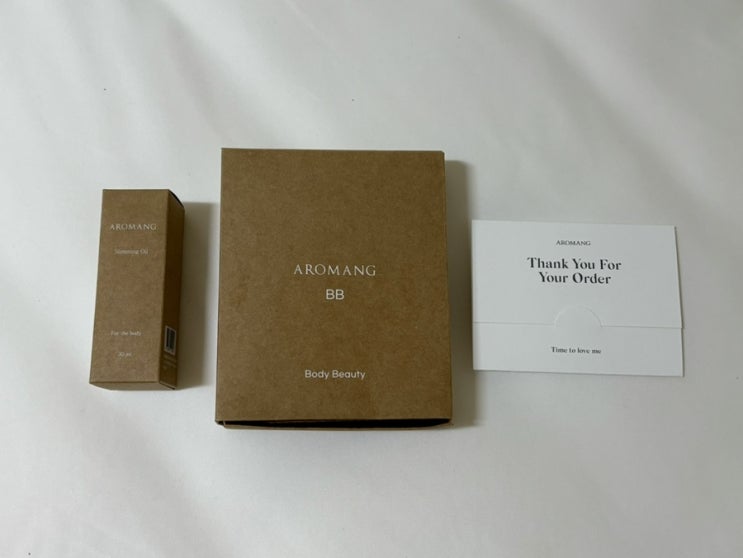 AROMANG
Slimming Oil
For the body
AROMANG
BB
Body Beauty
AROMANG
Thank You For
Your Order
Time to love me